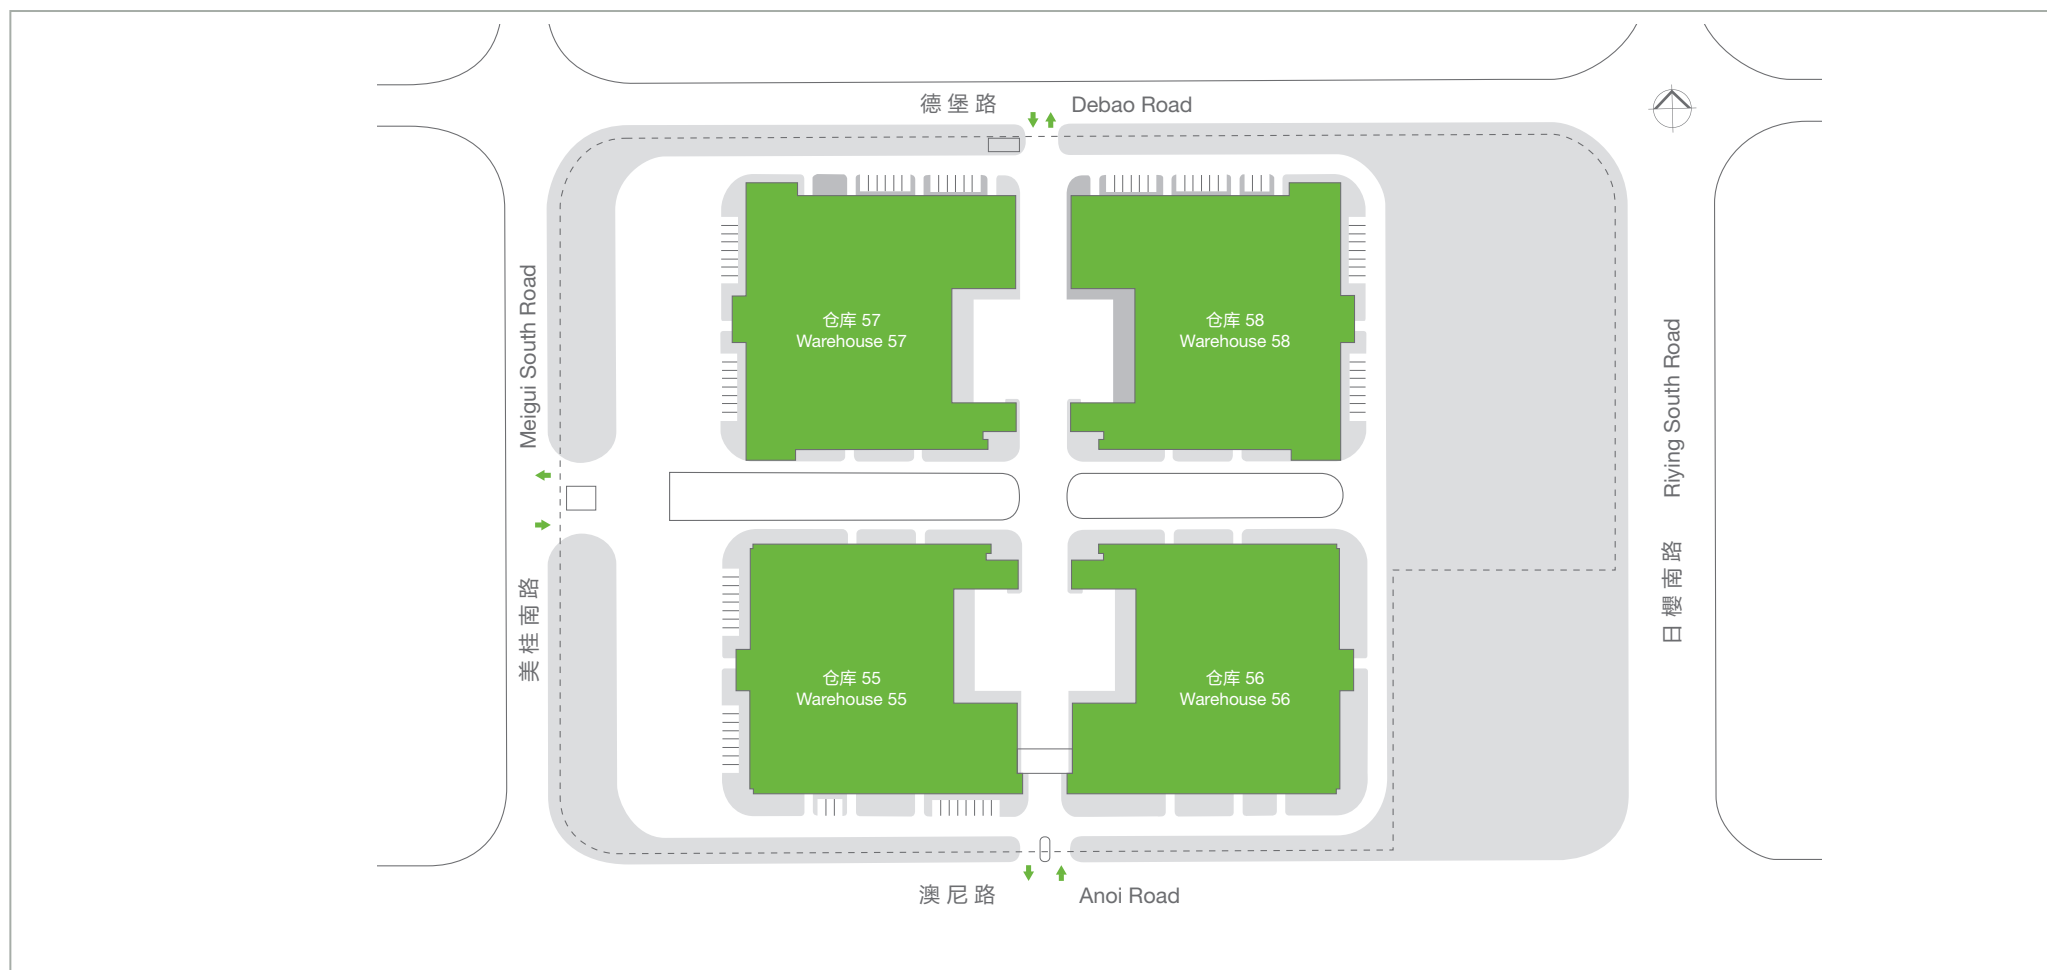 德堡路 Debao Road
Meigui South Road
美桂南路
仓库 57
Warehouse 57
仓库 58
Warehouse 58
Riying South Road
日櫻南路
仓库 55
Warehouse 55
仓库 56
Warehouse 56
澳尼路 Anoi Road